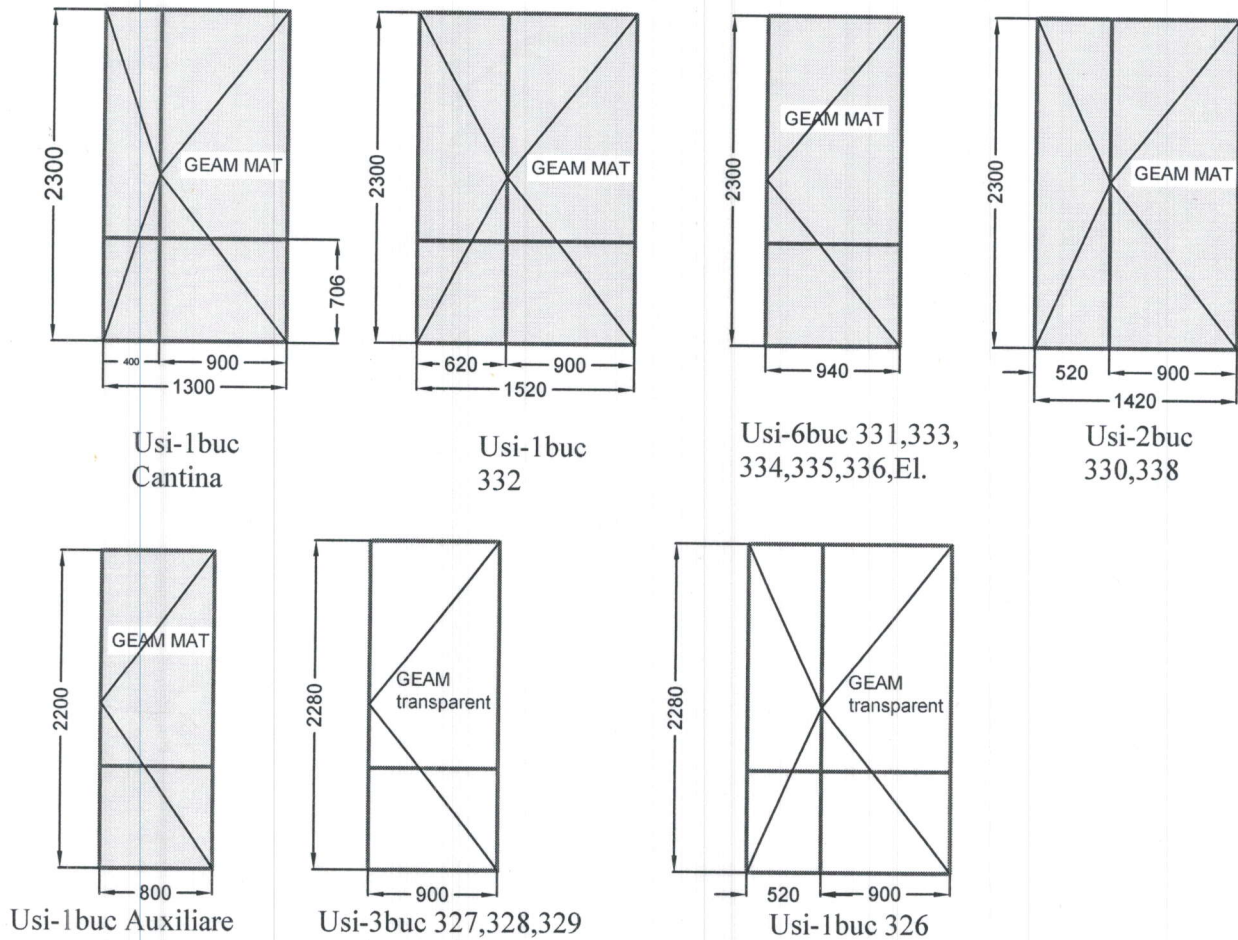 2300
GEAM MAT
706
400
900
1300
Usi-1buc
Cantina
2300
GEAM MAT
620
900
1520
Usi-1buc
332
2300
GEAM MAT
940
Usi-6buc 331,333,
334,335,336,El.
2300
GEAM MAT
520
900
1420
Usi-2buc
330,338
2200
GEAM MAT
800
Usi-1buc Auxiliare
2280
GEAM
transparent
900
Usi-3buc 327,328,329
2280
GEAM
transparent
520
900
Usi-1buc 326